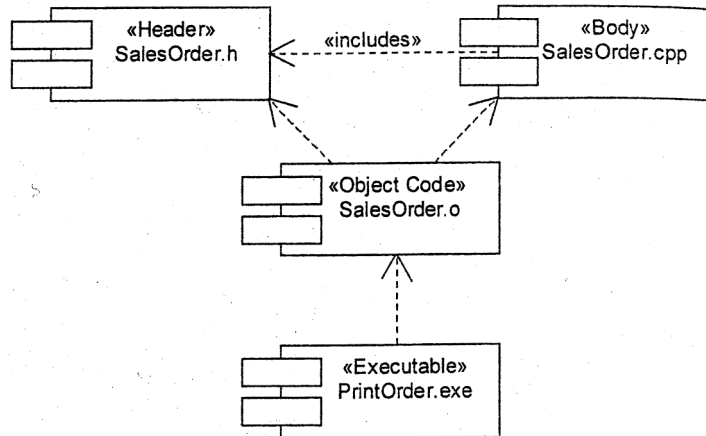 «Header»
SalesOrder.h
«includes»
«Body»
SalesOrder.cpp
«Object Code»
SalesOrder.o
«Executable»
PrintOrder.exe